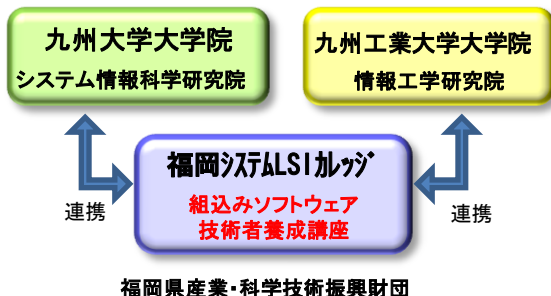 九州大学大学院
システム情報科学研究院
九州工業大学大学院
情報工学研究院
福岡ｼｽﾃﾑLSIｶﾚｯｼﾞ
組込みソフトウェア
技術者養成講座
連携
連携
福岡県産業・科学技術振興財団